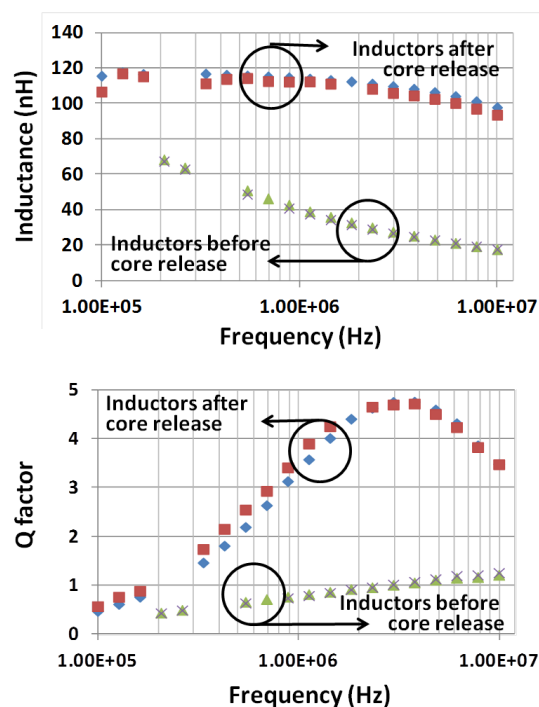 140
120
100
80
60
40
20
0
Inductance (nH)
Inductors after
core release
Inductors before
core release
1.00E+05
1.00E+06
1.00E+07
Frequency (Hz)
5
4
3
2
1
0
Q factor
Inductors after
core release
Inductors before
core release
1.00E+05
1.00E+06
1.00E+07
Frequency (Hz)